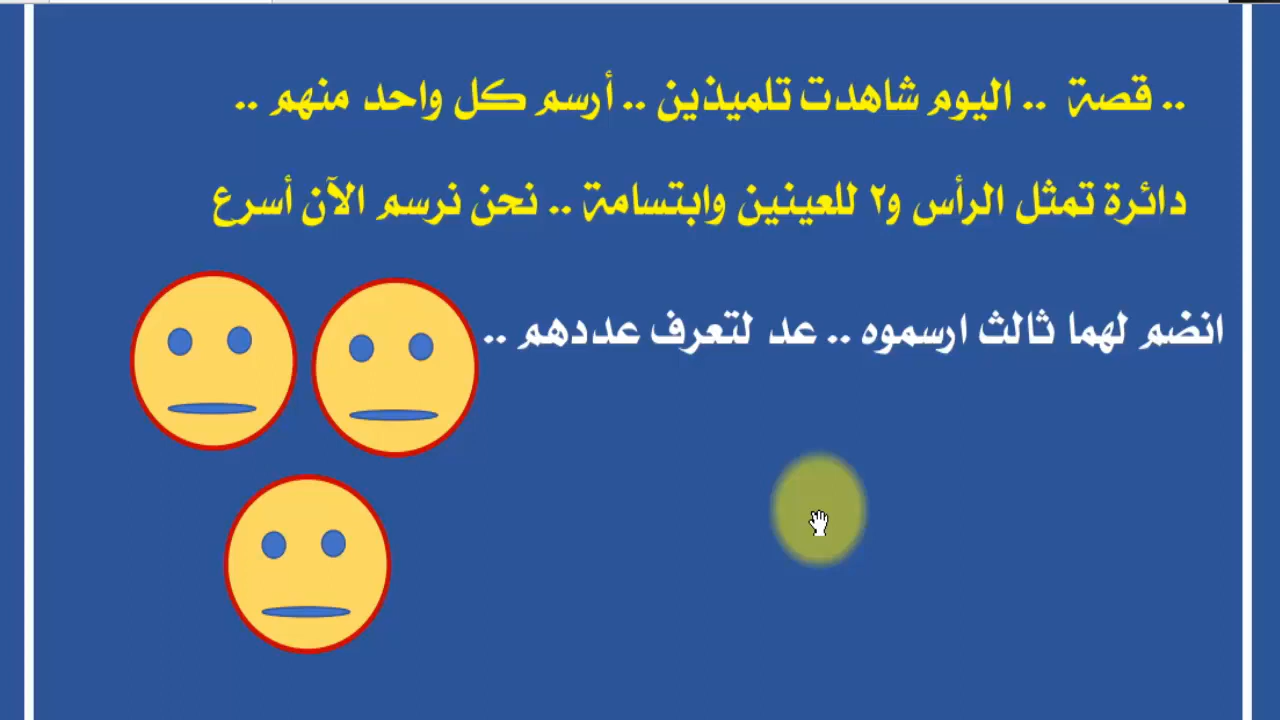 .. قصة .. اليوم شاهدت تلميذين .. أرسم كل واحد منهم ..
دائرة تمثل الرأس و٢ للعينين وابتسامة .. نحن نرسم الآن أسرع
انضم لهما ثالث ارسموه .. عد لتعرف عددهم ..